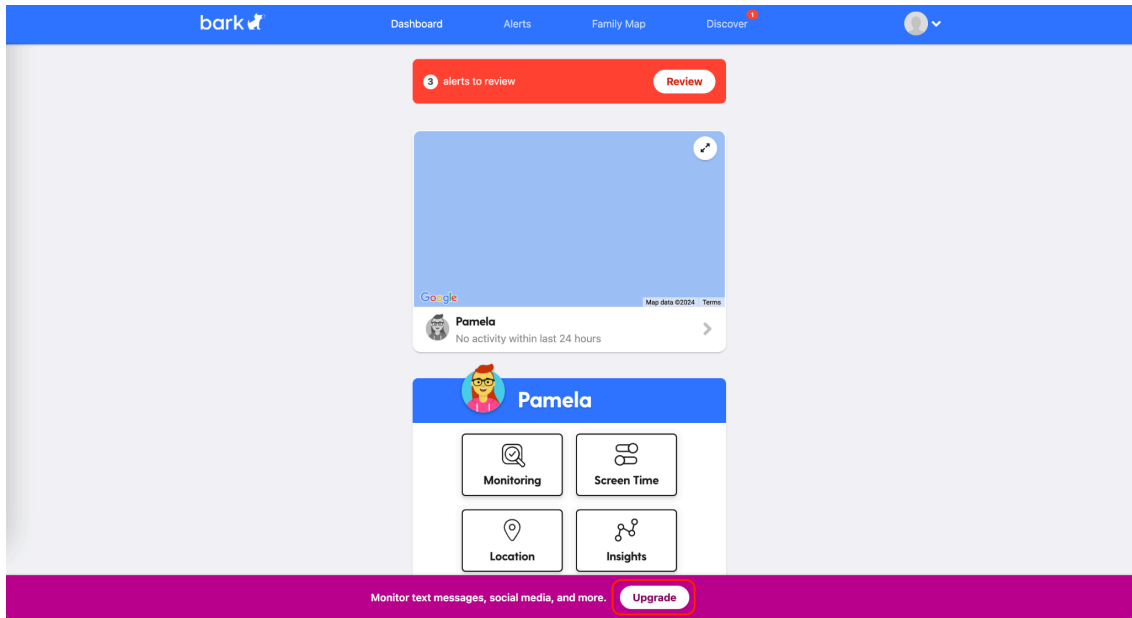 bark
Dashboard Alerts Family Map Discover 1
3 alerts to review Review
Google Map data ©2024 Terms
Pamela
No activity within last 24 hours
Pamela
Monitoring Screen Time
Location Insights
Monitor text messages, social media, and more. Upgrade